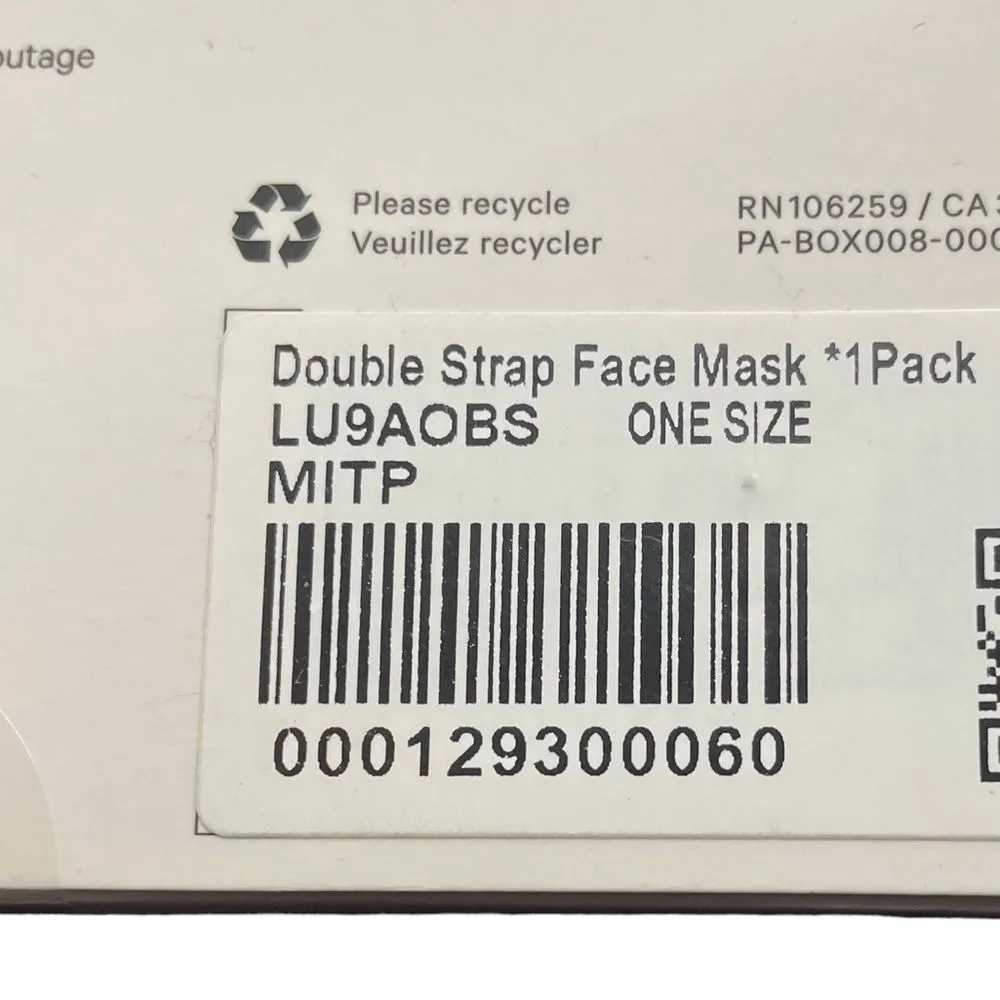 Please recycle
Veuillez recycler
RN106259 / CA
PA-BOX008-000
Double Strap Face Mask *1Pack
LU9AOBS ONE SIZE
MITP
000129300060